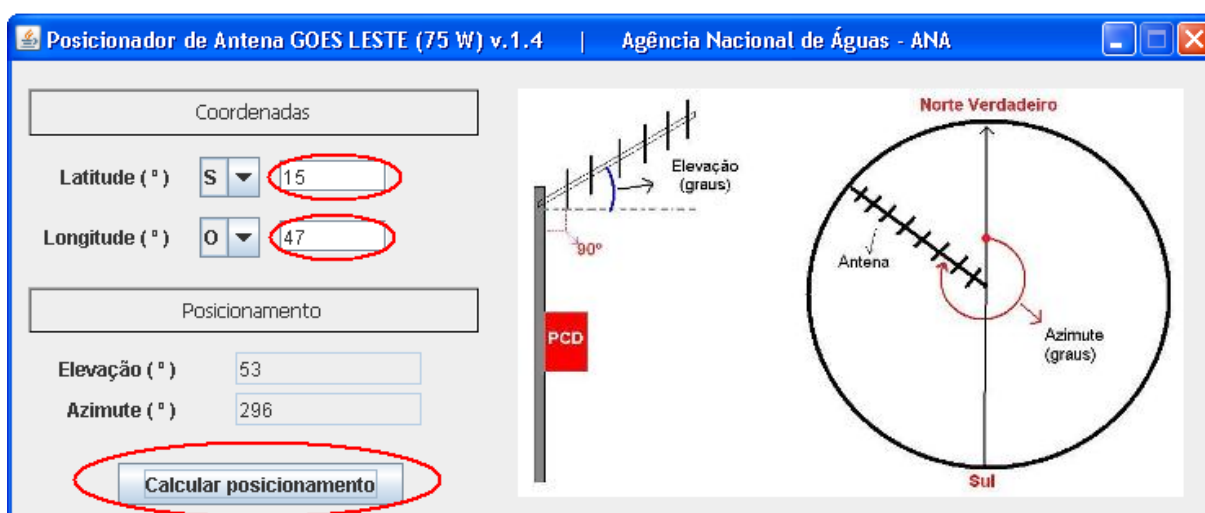 Posicionador de Antena GOES LESTE (75 W) v.1.4 | Agência Nacional de Águas - ANA
Coordenadas
Latitude (º) S 15
Longitude (º) O 47
Posicionamento
Elevação (º) 53
Azimute (º) 296
Calcular posicionamento
Elevação
(graus)
90º
PCD
Norte Verdadeiro
Antena
Azimute
(graus)
Sul